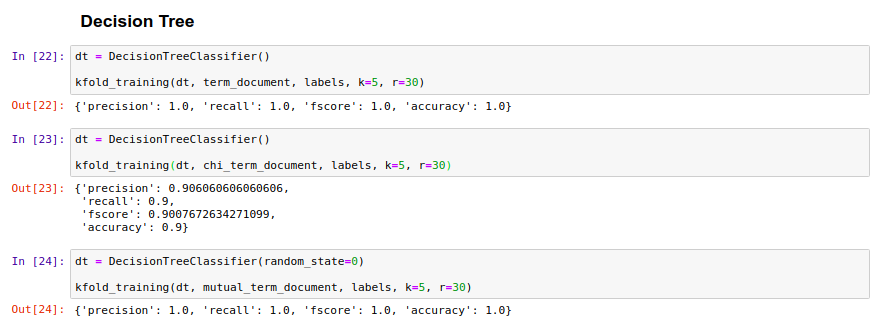 Decision Tree
In [22]: dt = DecisionTreeClassifier()
kfold_training(dt, term_document, labels, k=5, r=30)
Out[22]: {'precision': 1.0, 'recall': 1.0, 'fscore': 1.0, 'accuracy': 1.0}
In [23]: dt = DecisionTreeClassifier()
kfold_training(dt, chi_term_document, labels, k=5, r=30)
Out[23]: {'precision': 0.906060606060606,
'recall': 0.9,
'fscore': 0.9007672634271099,
'accuracy': 0.9}
In [24]: dt = DecisionTreeClassifier(random_state=0)
kfold_training(dt, mutual_term_document, labels, k=5, r=30)
Out[24]: {'precision': 1.0, 'recall': 1.0, 'fscore': 1.0, 'accuracy': 1.0}